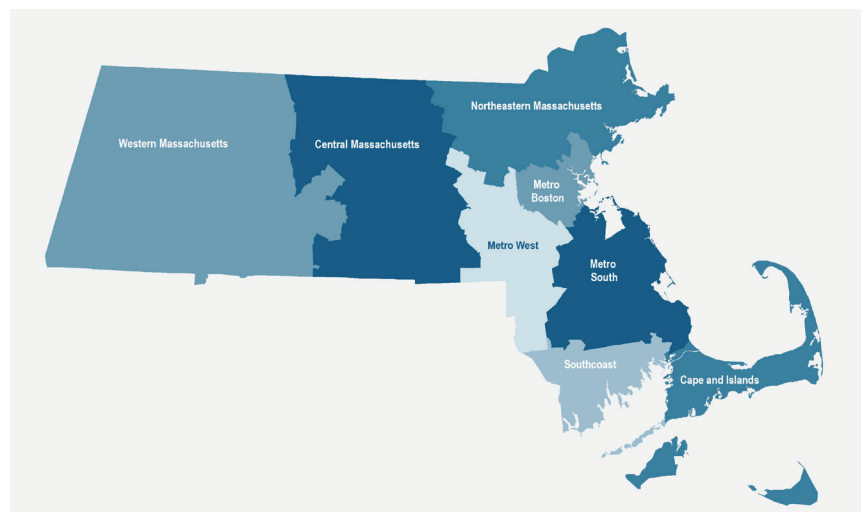 Northeastern Massachusetts
Western Massachusetts
Central Massachusetts
Metro
Boston
Metro West
Metro
South
Southcoast
Cape and Islands